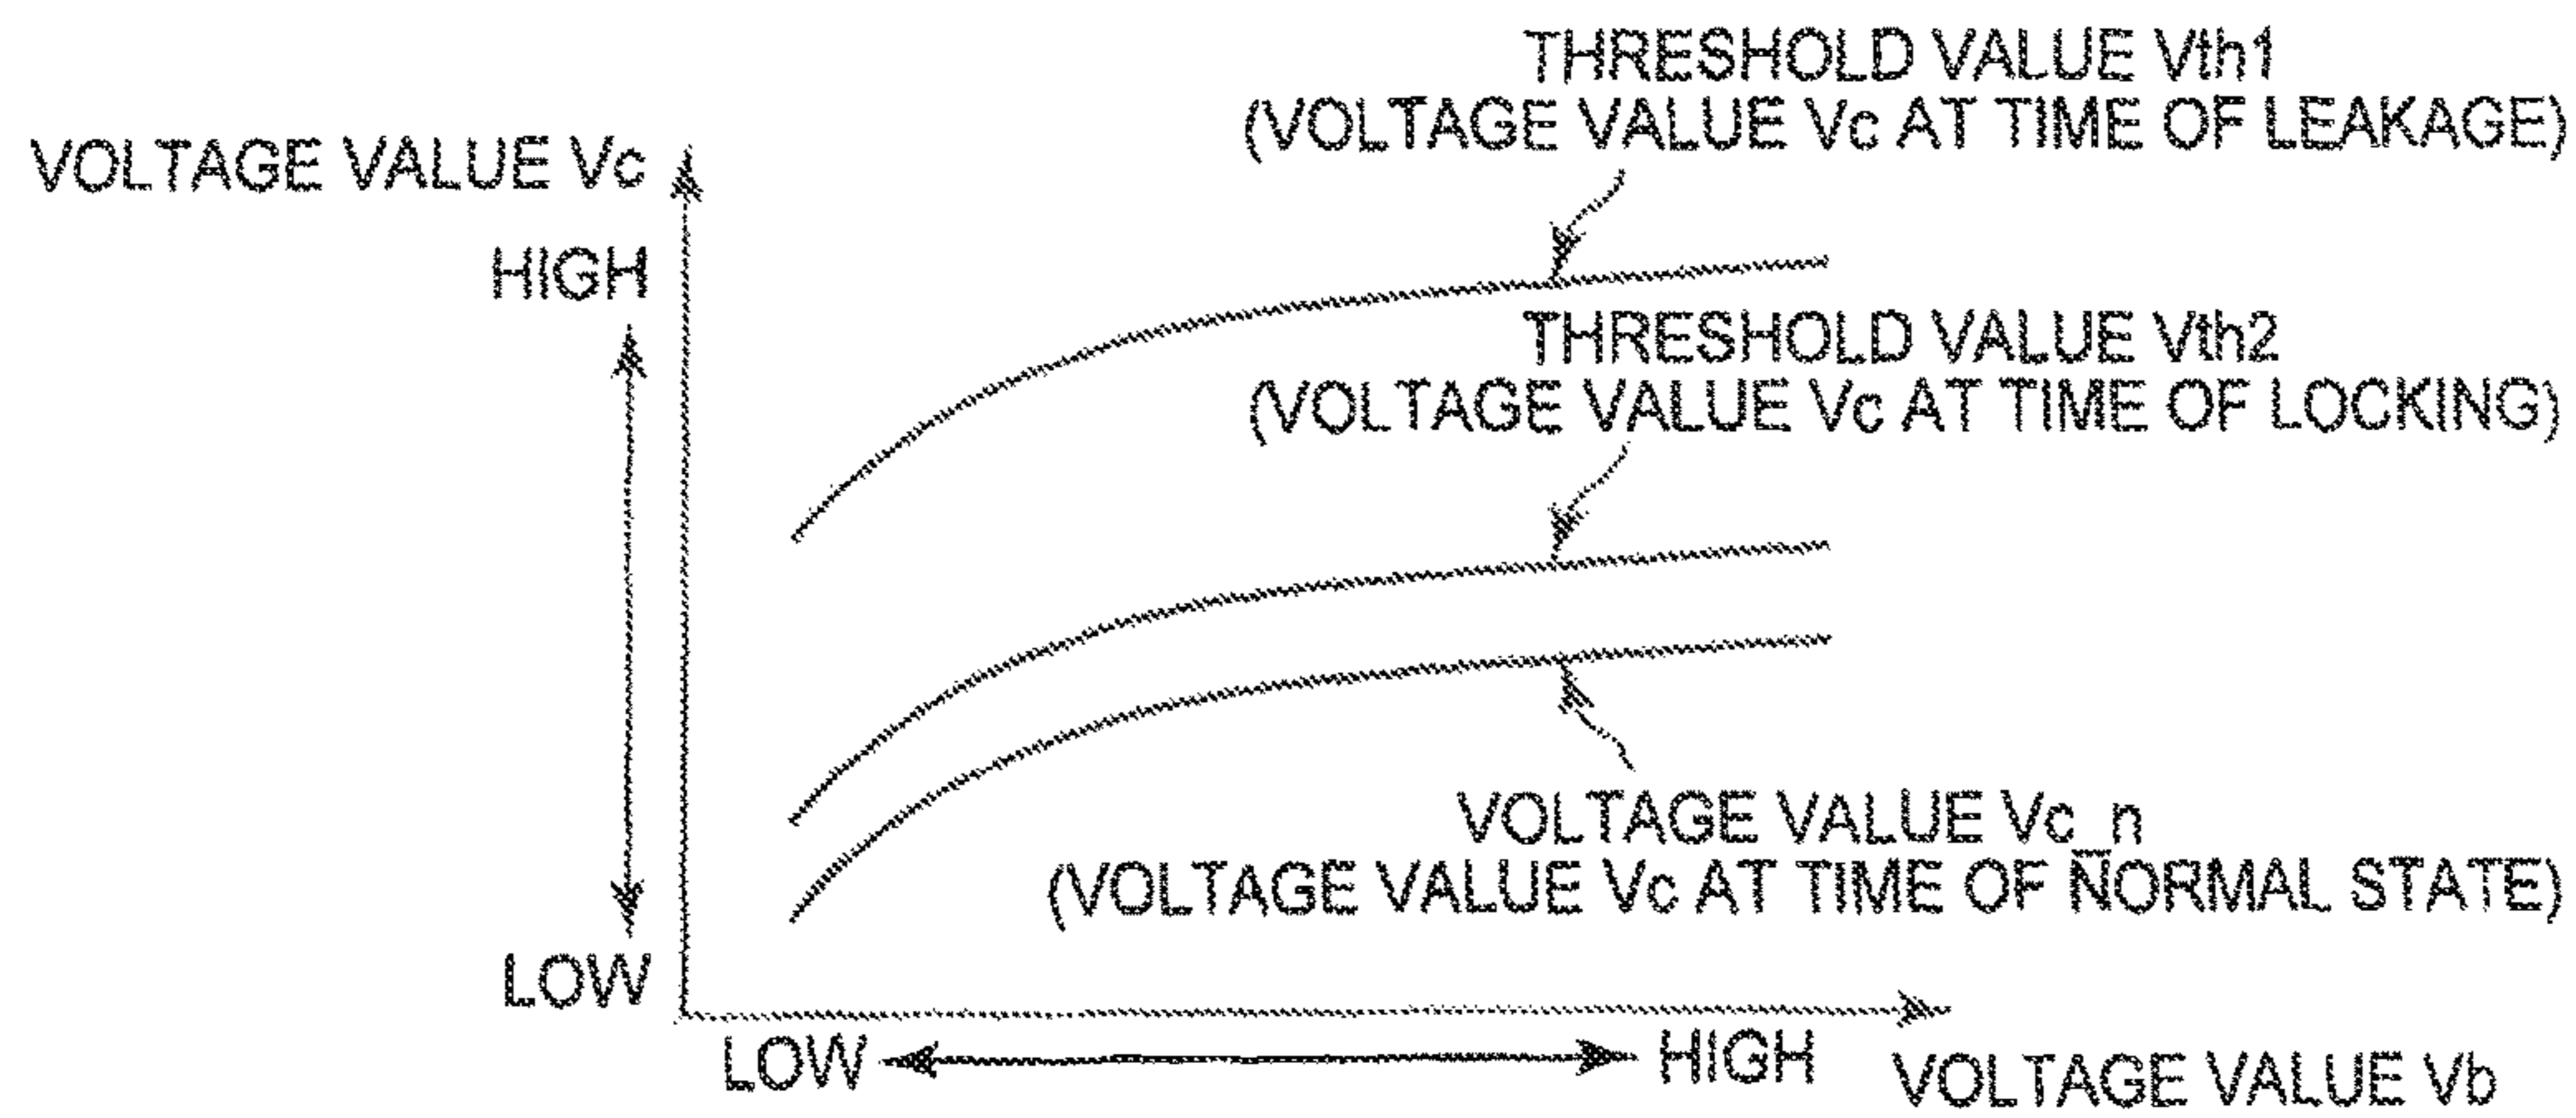 THRESHOLD VALUE Vth1
(VOLTAGE VALUE Vc AT TIME OF LEAKAGE)
VOLTAGE VALUE Vc
HIGH
THRESHOLD VALUE Vth2
(VOLTAGE VALUE Vc AT TIME OF LOCKING)
VOLTAGE VALUE Vc_n
(VOLTAGE VALUE Vc AT TIME OF NORMAL STATE)
LOW
LOW
HIGH
VOLTAGE VALUE Vb